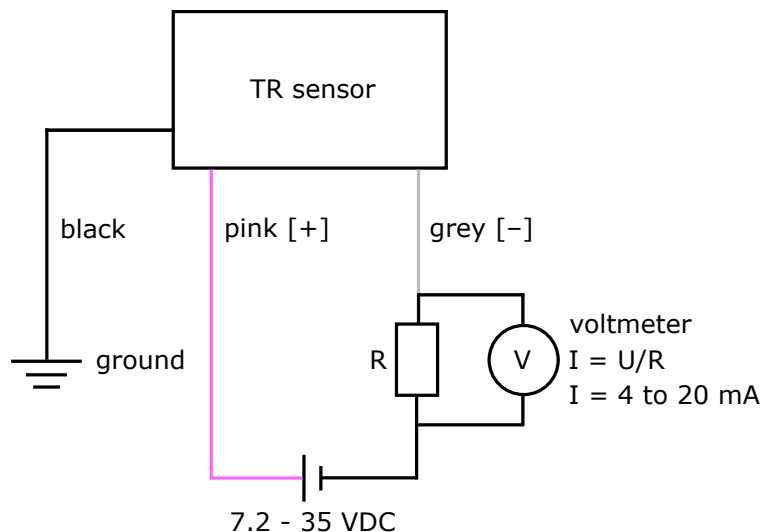 TR sensor
black
pink [+]
grey [–]
ground
R
V
voltmeter
I = U/R
I = 4 to 20 mA
7.2 - 35 VDC